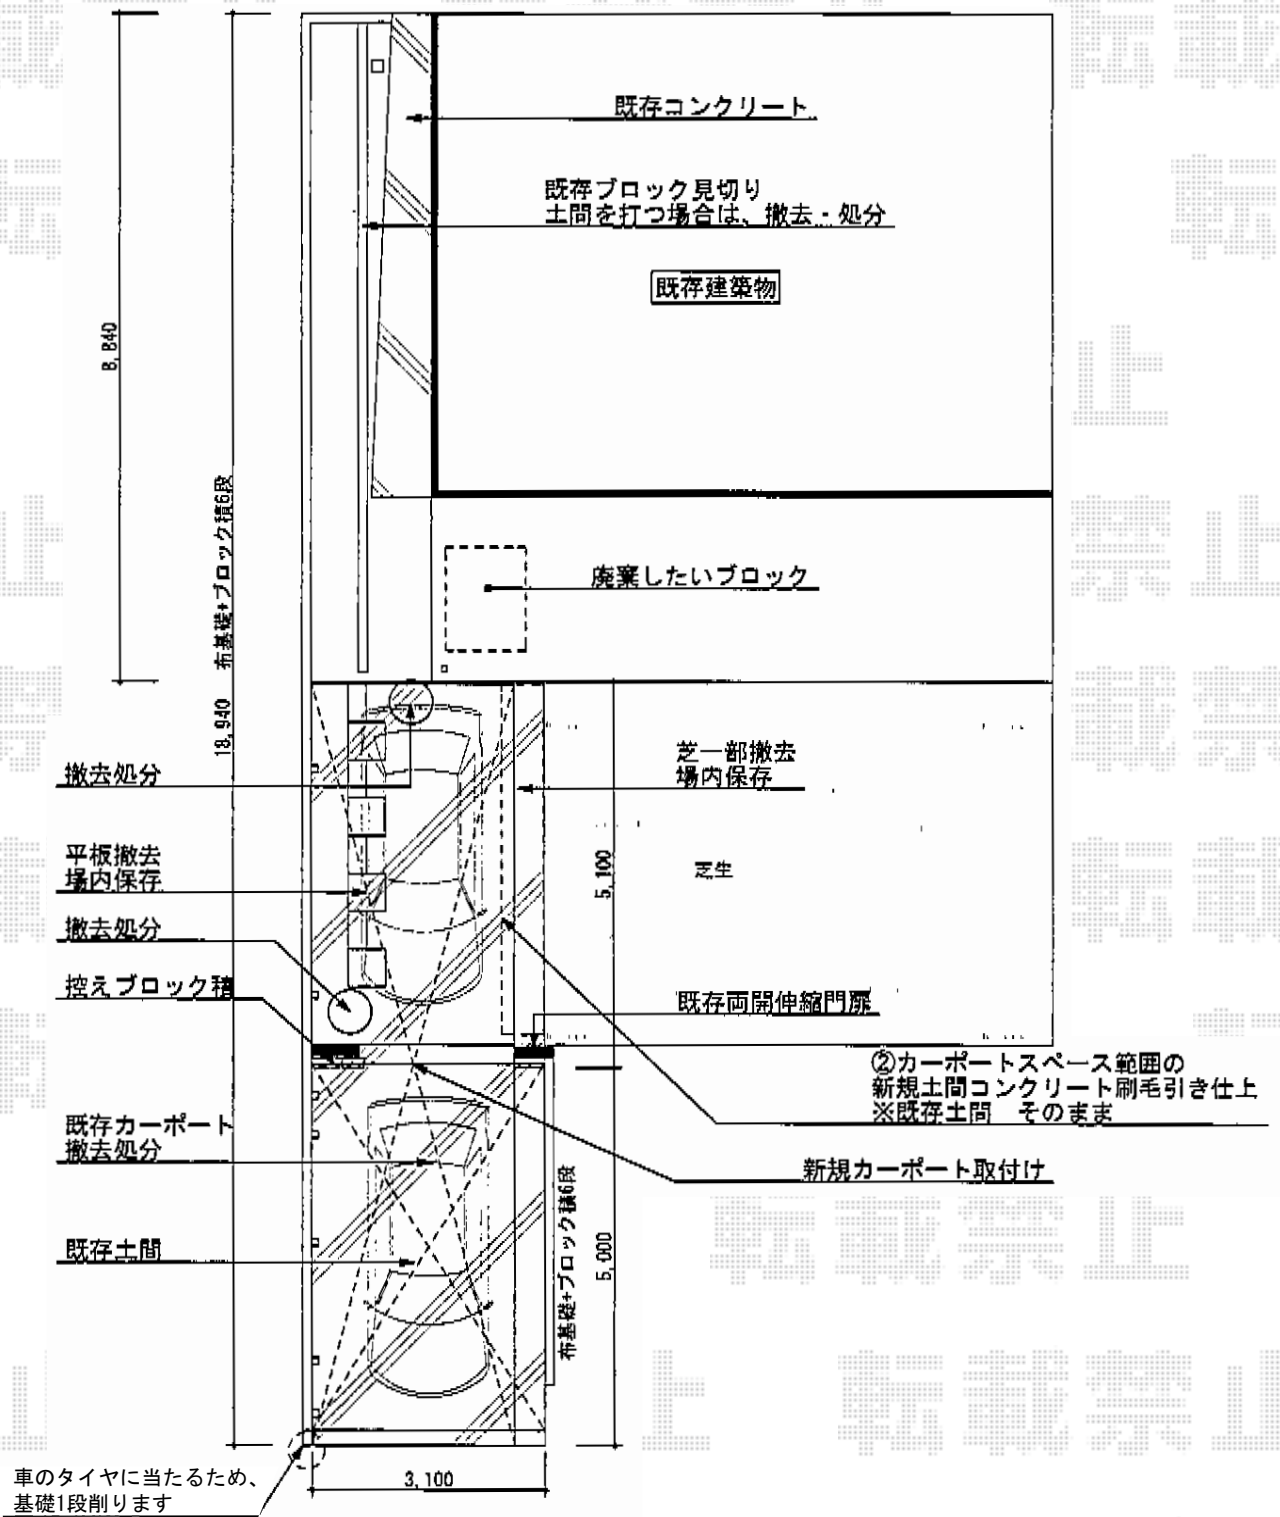 既存コンクリート
既存ブロック見切り
土間を打つ場合は、撤去・処分
既存建築物
8,840
18,940 布基礎+ブロック積6段
廃棄したいブロック
撤去処分
芝一部撤去
場内保存
平板撤去
場内保存
5,100
芝生
撤去処分
控えブロック積
既存両開伸縮門扉
②カーポートスペース範囲の
新規土間コンクリート刷毛引き仕上
※既存土間 そのまま
既存カーポート
撤去処分
新規カーポート取付け
布基礎+ブロック積6段
既存土間
5,000
車のタイヤに当たるため、
基礎1段削ります
3,100
転載禁止
転載禁止